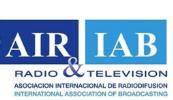 AIR IAB
RADIO & TELEVISION
ASOCIACION INTERNACIONAL DE RADIODIFUSION
INTERNATIONAL ASSOCIATION OF BROADCASTING